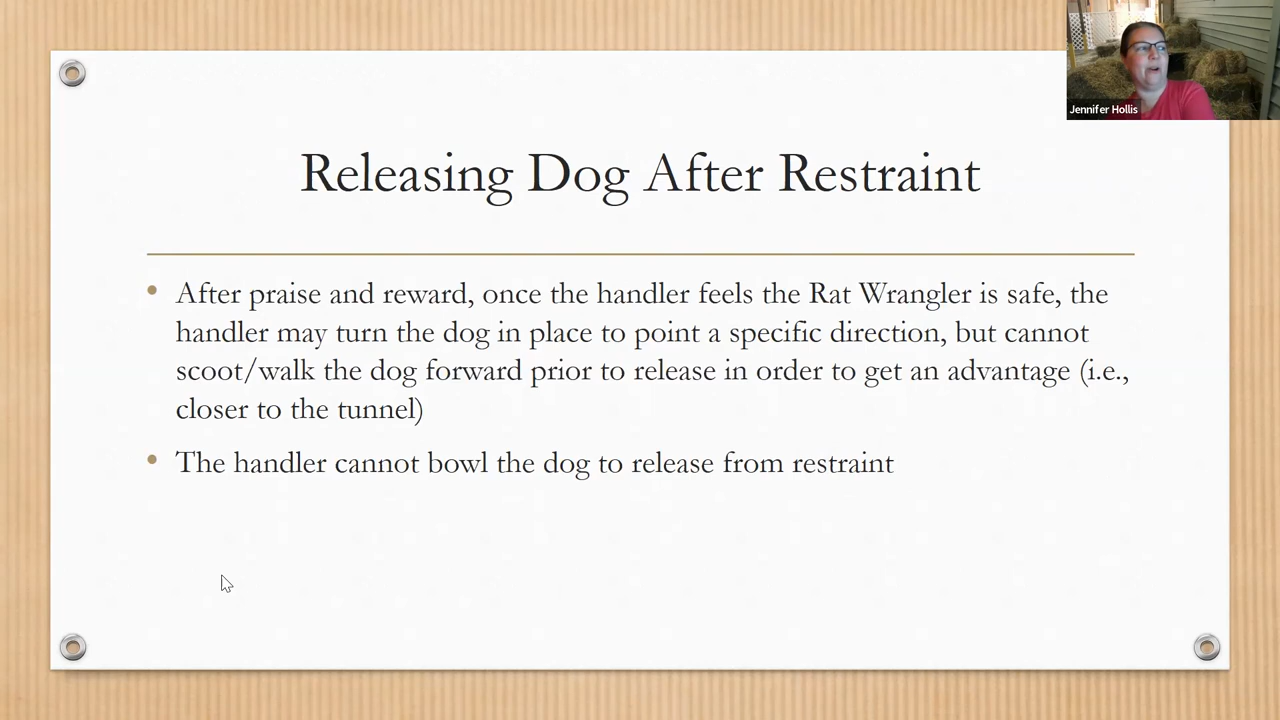 Jennifer Hollis
Releasing Dog After Restraint
• After praise and reward, once the handler feels the Rat Wrangler is safe, the
handler may turn the dog in place to point a specific direction, but cannot
scoot/walk the dog forward prior to release in order to get an advantage (i.e.,
closer to the tunnel)
• The handler cannot bowl the dog to release from restraint